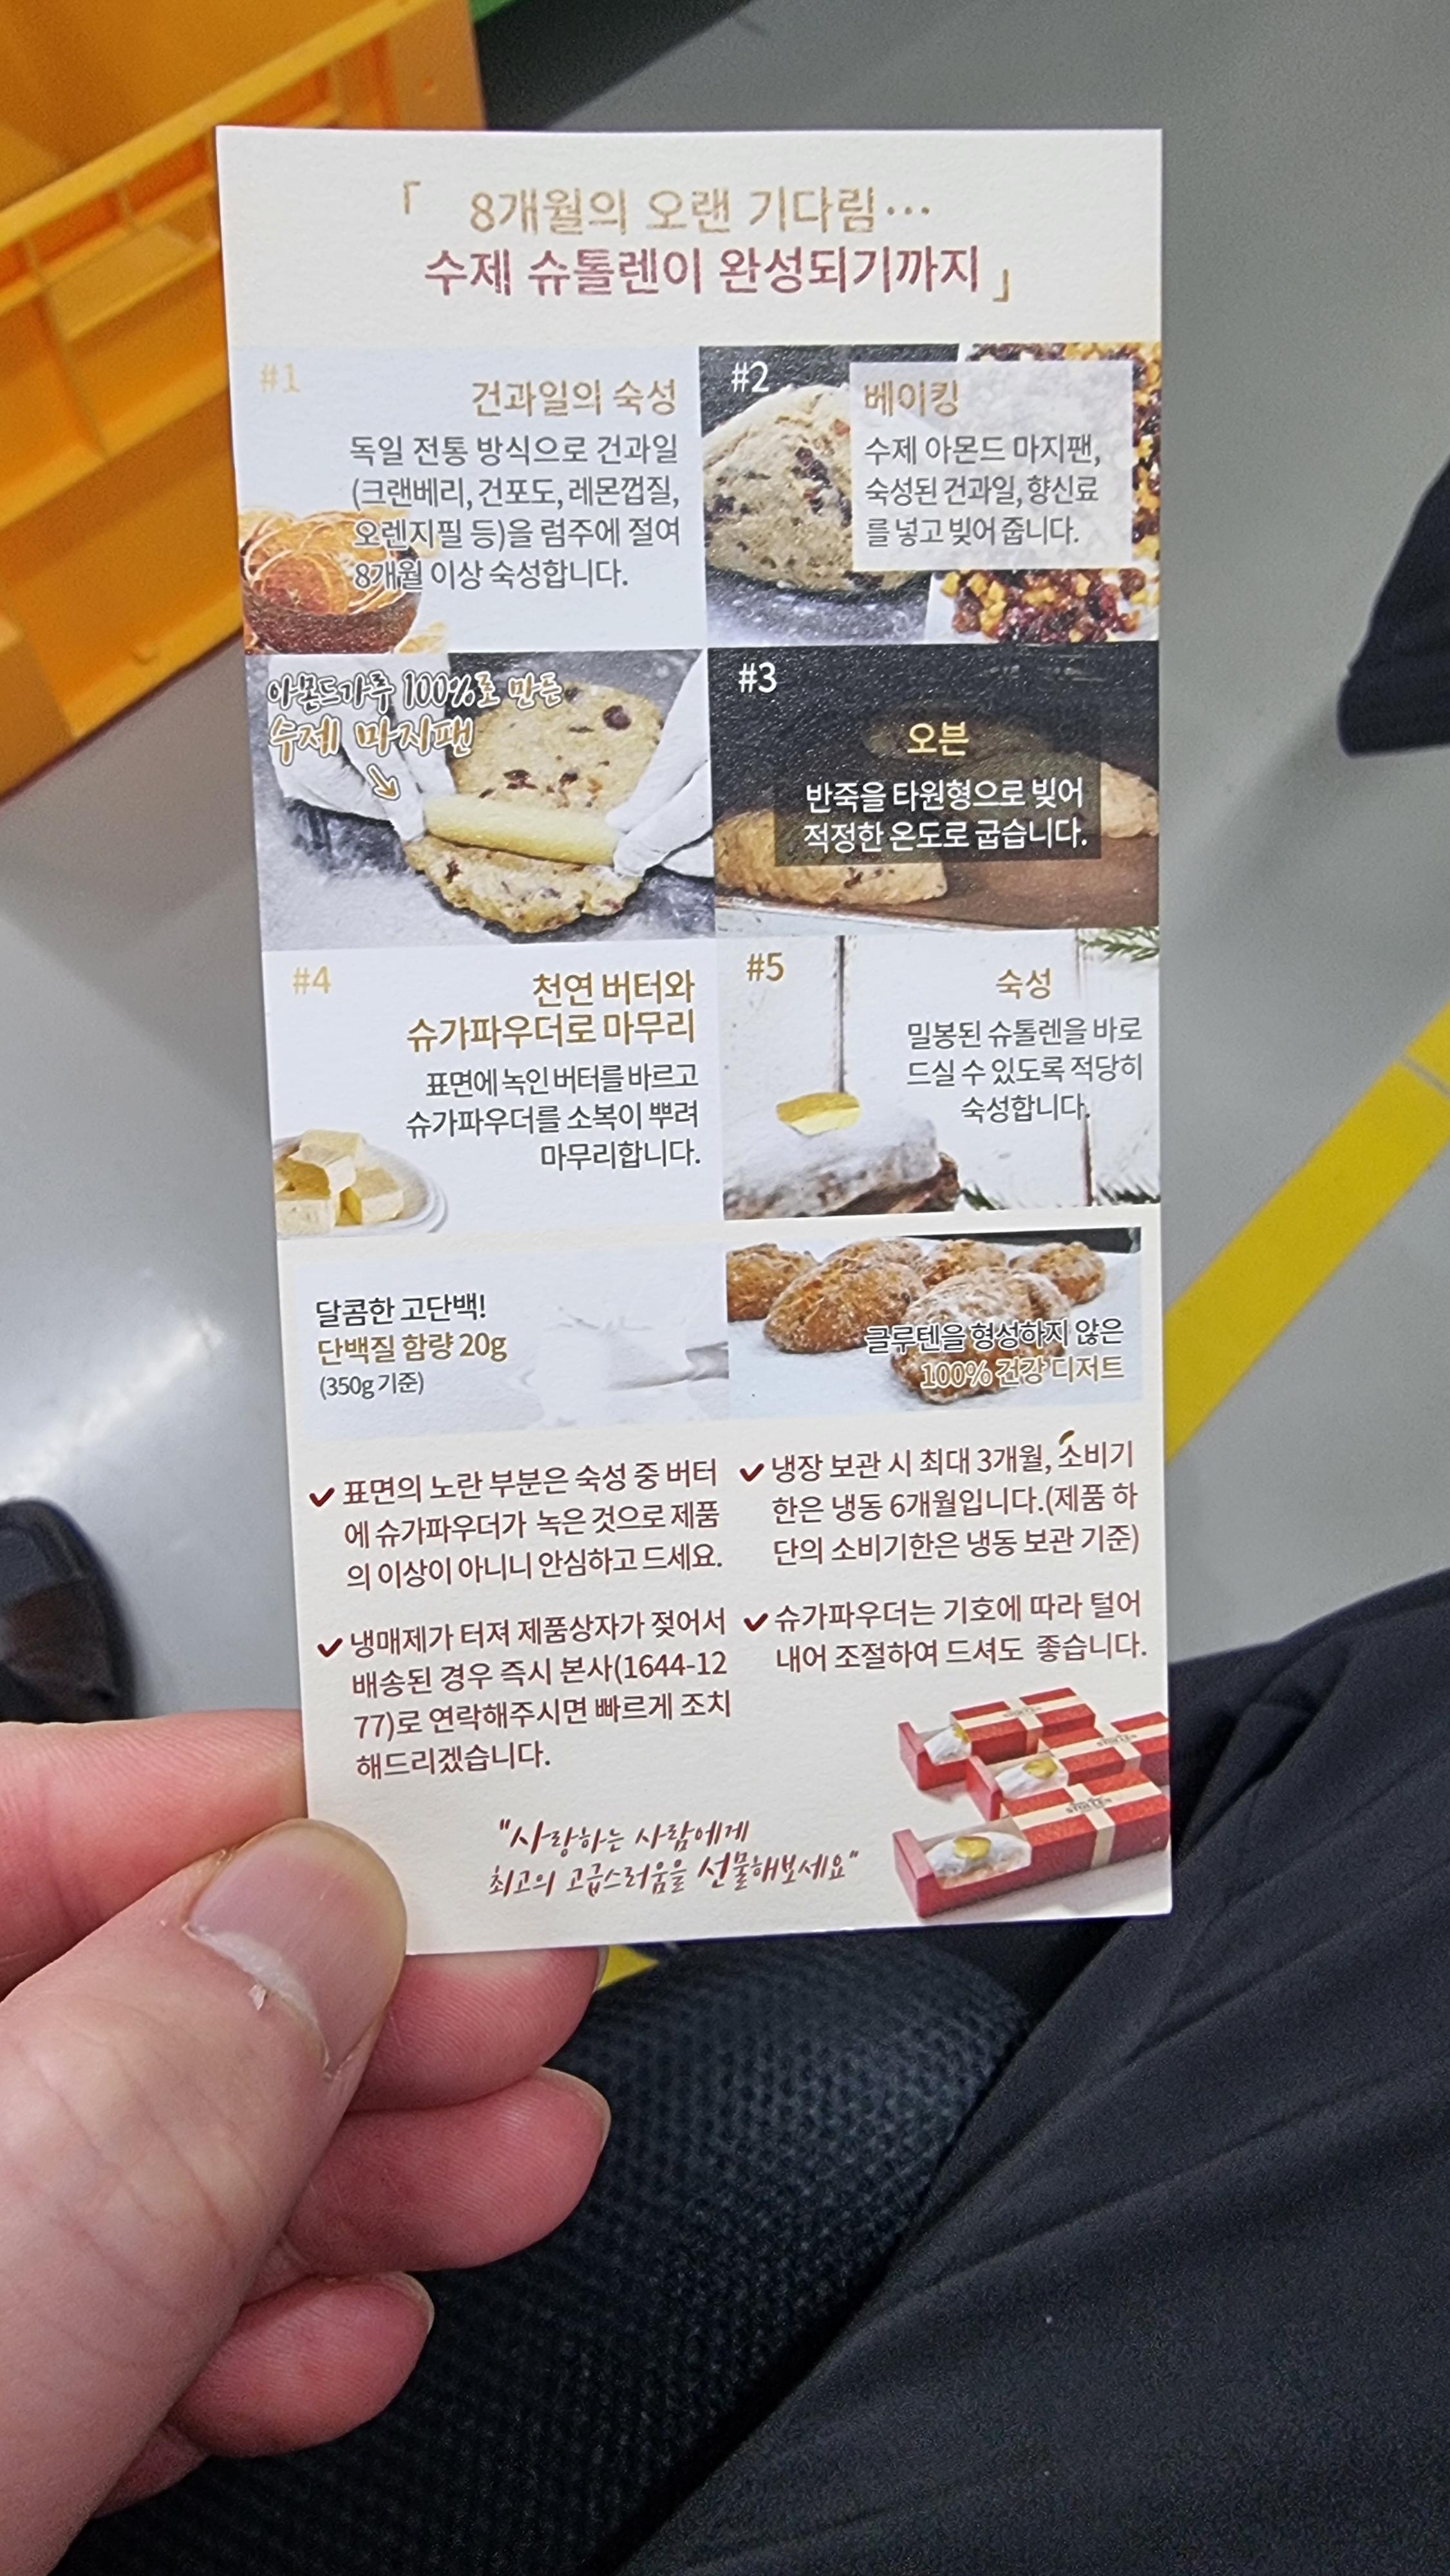 「 8개월의 오랜 기다림…
수제 슈톨렌이 완성되기까지 」
#1
건과일의 숙성
독일 전통 방식으로 건과일
(크랜베리, 건포도, 레몬껍질,
오렌지필 등)을 럼주에 절여
8개월 이상 숙성합니다.
#2
베이킹
수제 아몬드 마지팬,
숙성된 건과일, 향신료
를 넣고 빚어 줍니다.
아몬드가루 100%로 만든
수제 마지팬
#3
오븐
반죽을 타원형으로 빚어
적정한 온도로 굽습니다.
#4
천연 버터와
슈가파우더로 마무리
표면에 녹인 버터를 바르고
슈가파우더를 소복이 뿌려
마무리합니다.
#5
숙성
밀봉된 슈톨렌을 바로
드실 수 있도록 적당히
숙성합니다.
달콤한 고단백!
단백질 함량 20g
(350g 기준)
글루텐을 형성하지 않은
100% 건강 디저트
표면의 노란 부분은 숙성 중 버터
에 슈가파우더가 녹은 것으로 제품
의 이상이 아니니 안심하고 드세요.
냉매제가 터져 제품상자가 젖어서
배송된 경우 즉시 본사(1644-12
77)로 연락해주시면 빠르게 조치
해드리겠습니다.
냉장 보관 시 최대 3개월, 소비기
한은 냉동 6개월입니다.(제품 하
단의 소비기한은 냉동 보관 기준)
슈가파우더는 기호에 따라 털어
내어 조절하여 드셔도 좋습니다.
"사랑하는 사람에게
최고의 고급스러움을 선물해보세요"